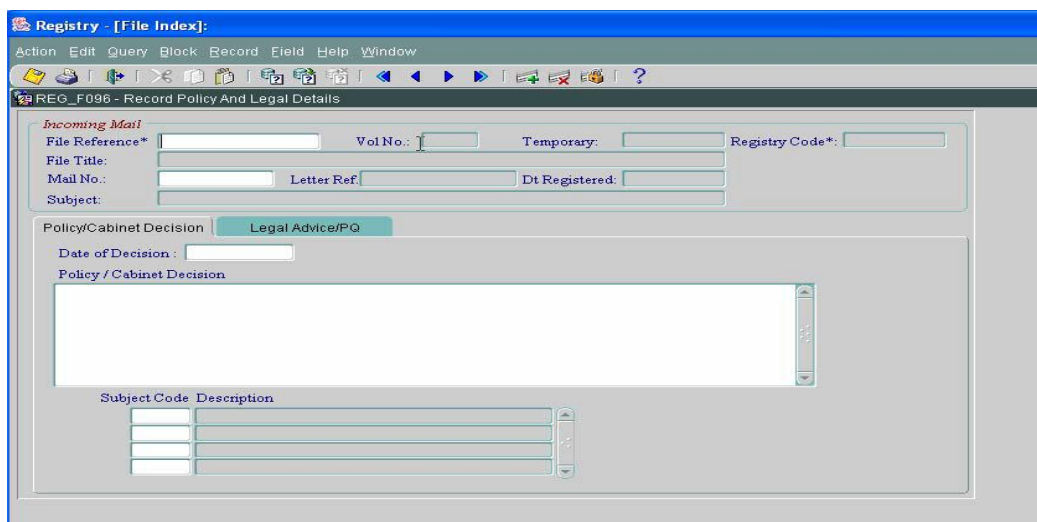 Registry - [File Index]:
Action Edit Query Block Record Field Help Window
?
REG_F096 - Record Policy And Legal Details
Incoming Mail
File Reference* Vol No.: Temporary: Registry Code*:
File Title:
Mail No.: Letter Ref. Dt Registered:
Subject:
Policy/Cabinet Decision Legal Advice/PQ
Date of Decision :
Policy / Cabinet Decision
Subject Code Description